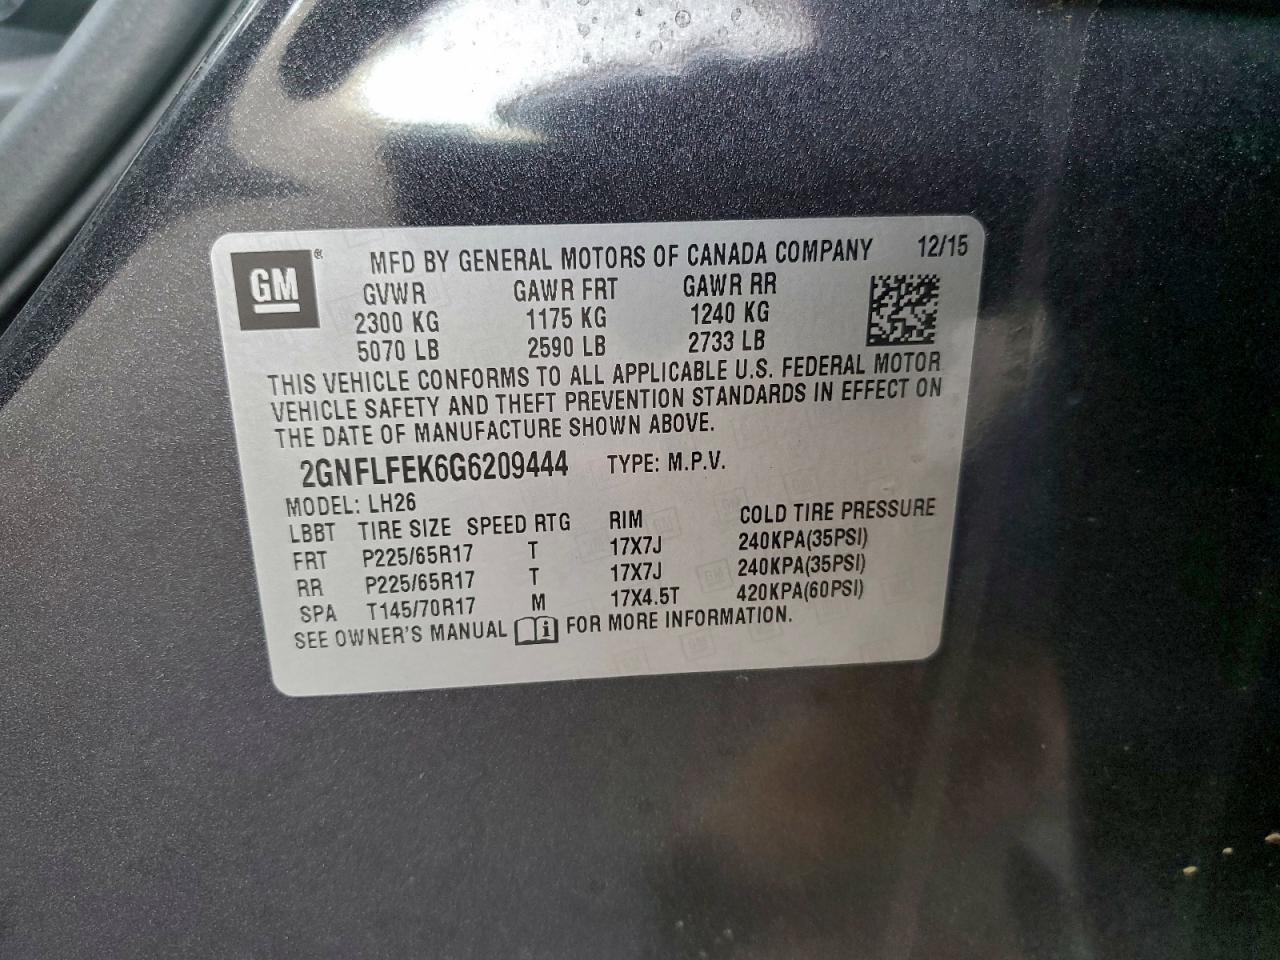 GM ® MFD BY GENERAL MOTORS OF CANADA COMPANY 12/15
GVWR GAWR FRT GAWR RR
2300 KG 1175 KG 1240 KG
5070 LB 2590 LB 2733 LB
THIS VEHICLE CONFORMS TO ALL APPLICABLE U.S. FEDERAL MOTOR
VEHICLE SAFETY AND THEFT PREVENTION STANDARDS IN EFFECT ON
THE DATE OF MANUFACTURE SHOWN ABOVE.
2GNFLFEK6G6209444 TYPE: M.P.V.
MODEL: LH26
LBBT TIRE SIZE SPEED RTG RIM COLD TIRE PRESSURE
FRT P225/65R17 T 17X7J 240KPA(35PSI)
RR P225/65R17 T 17X7J 240KPA(35PSI)
SPA T145/70R17 M 17X4.5T 420KPA(60PSI)
SEE OWNER'S MANUAL i FOR MORE INFORMATION.